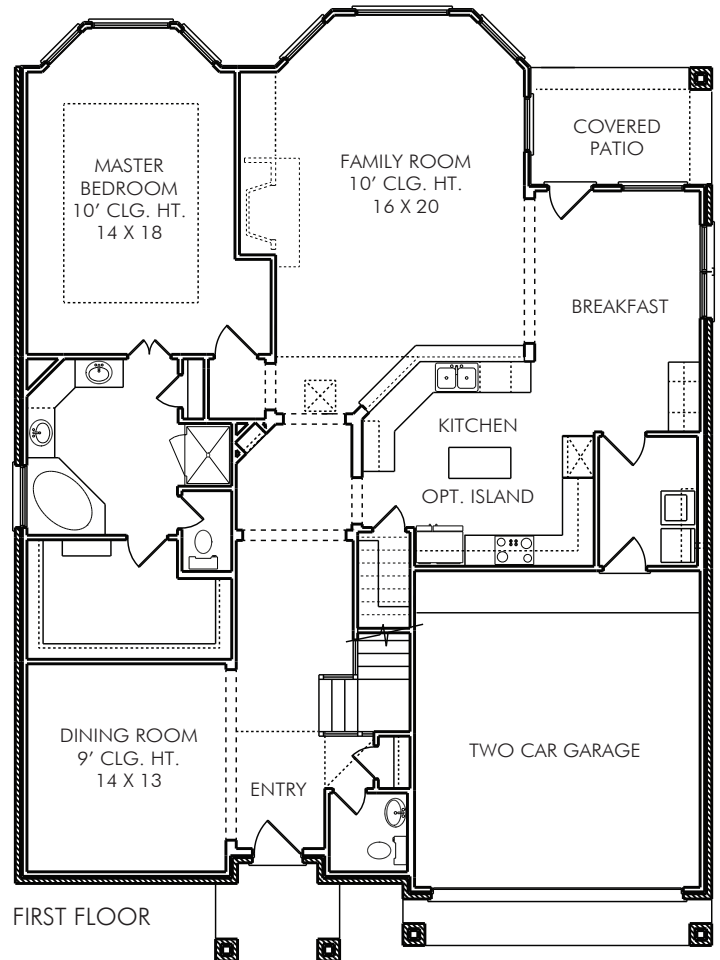 COVERED
PATIO
MASTER
BEDROOM
10' CLG. HT.
14 X 18
FAMILY ROOM
10' CLG. HT.
16 X 20
BREAKFAST
KITCHEN
OPT. ISLAND
DINING ROOM
9' CLG. HT.
14 X 13
ENTRY
TWO CAR GARAGE
FIRST FLOOR